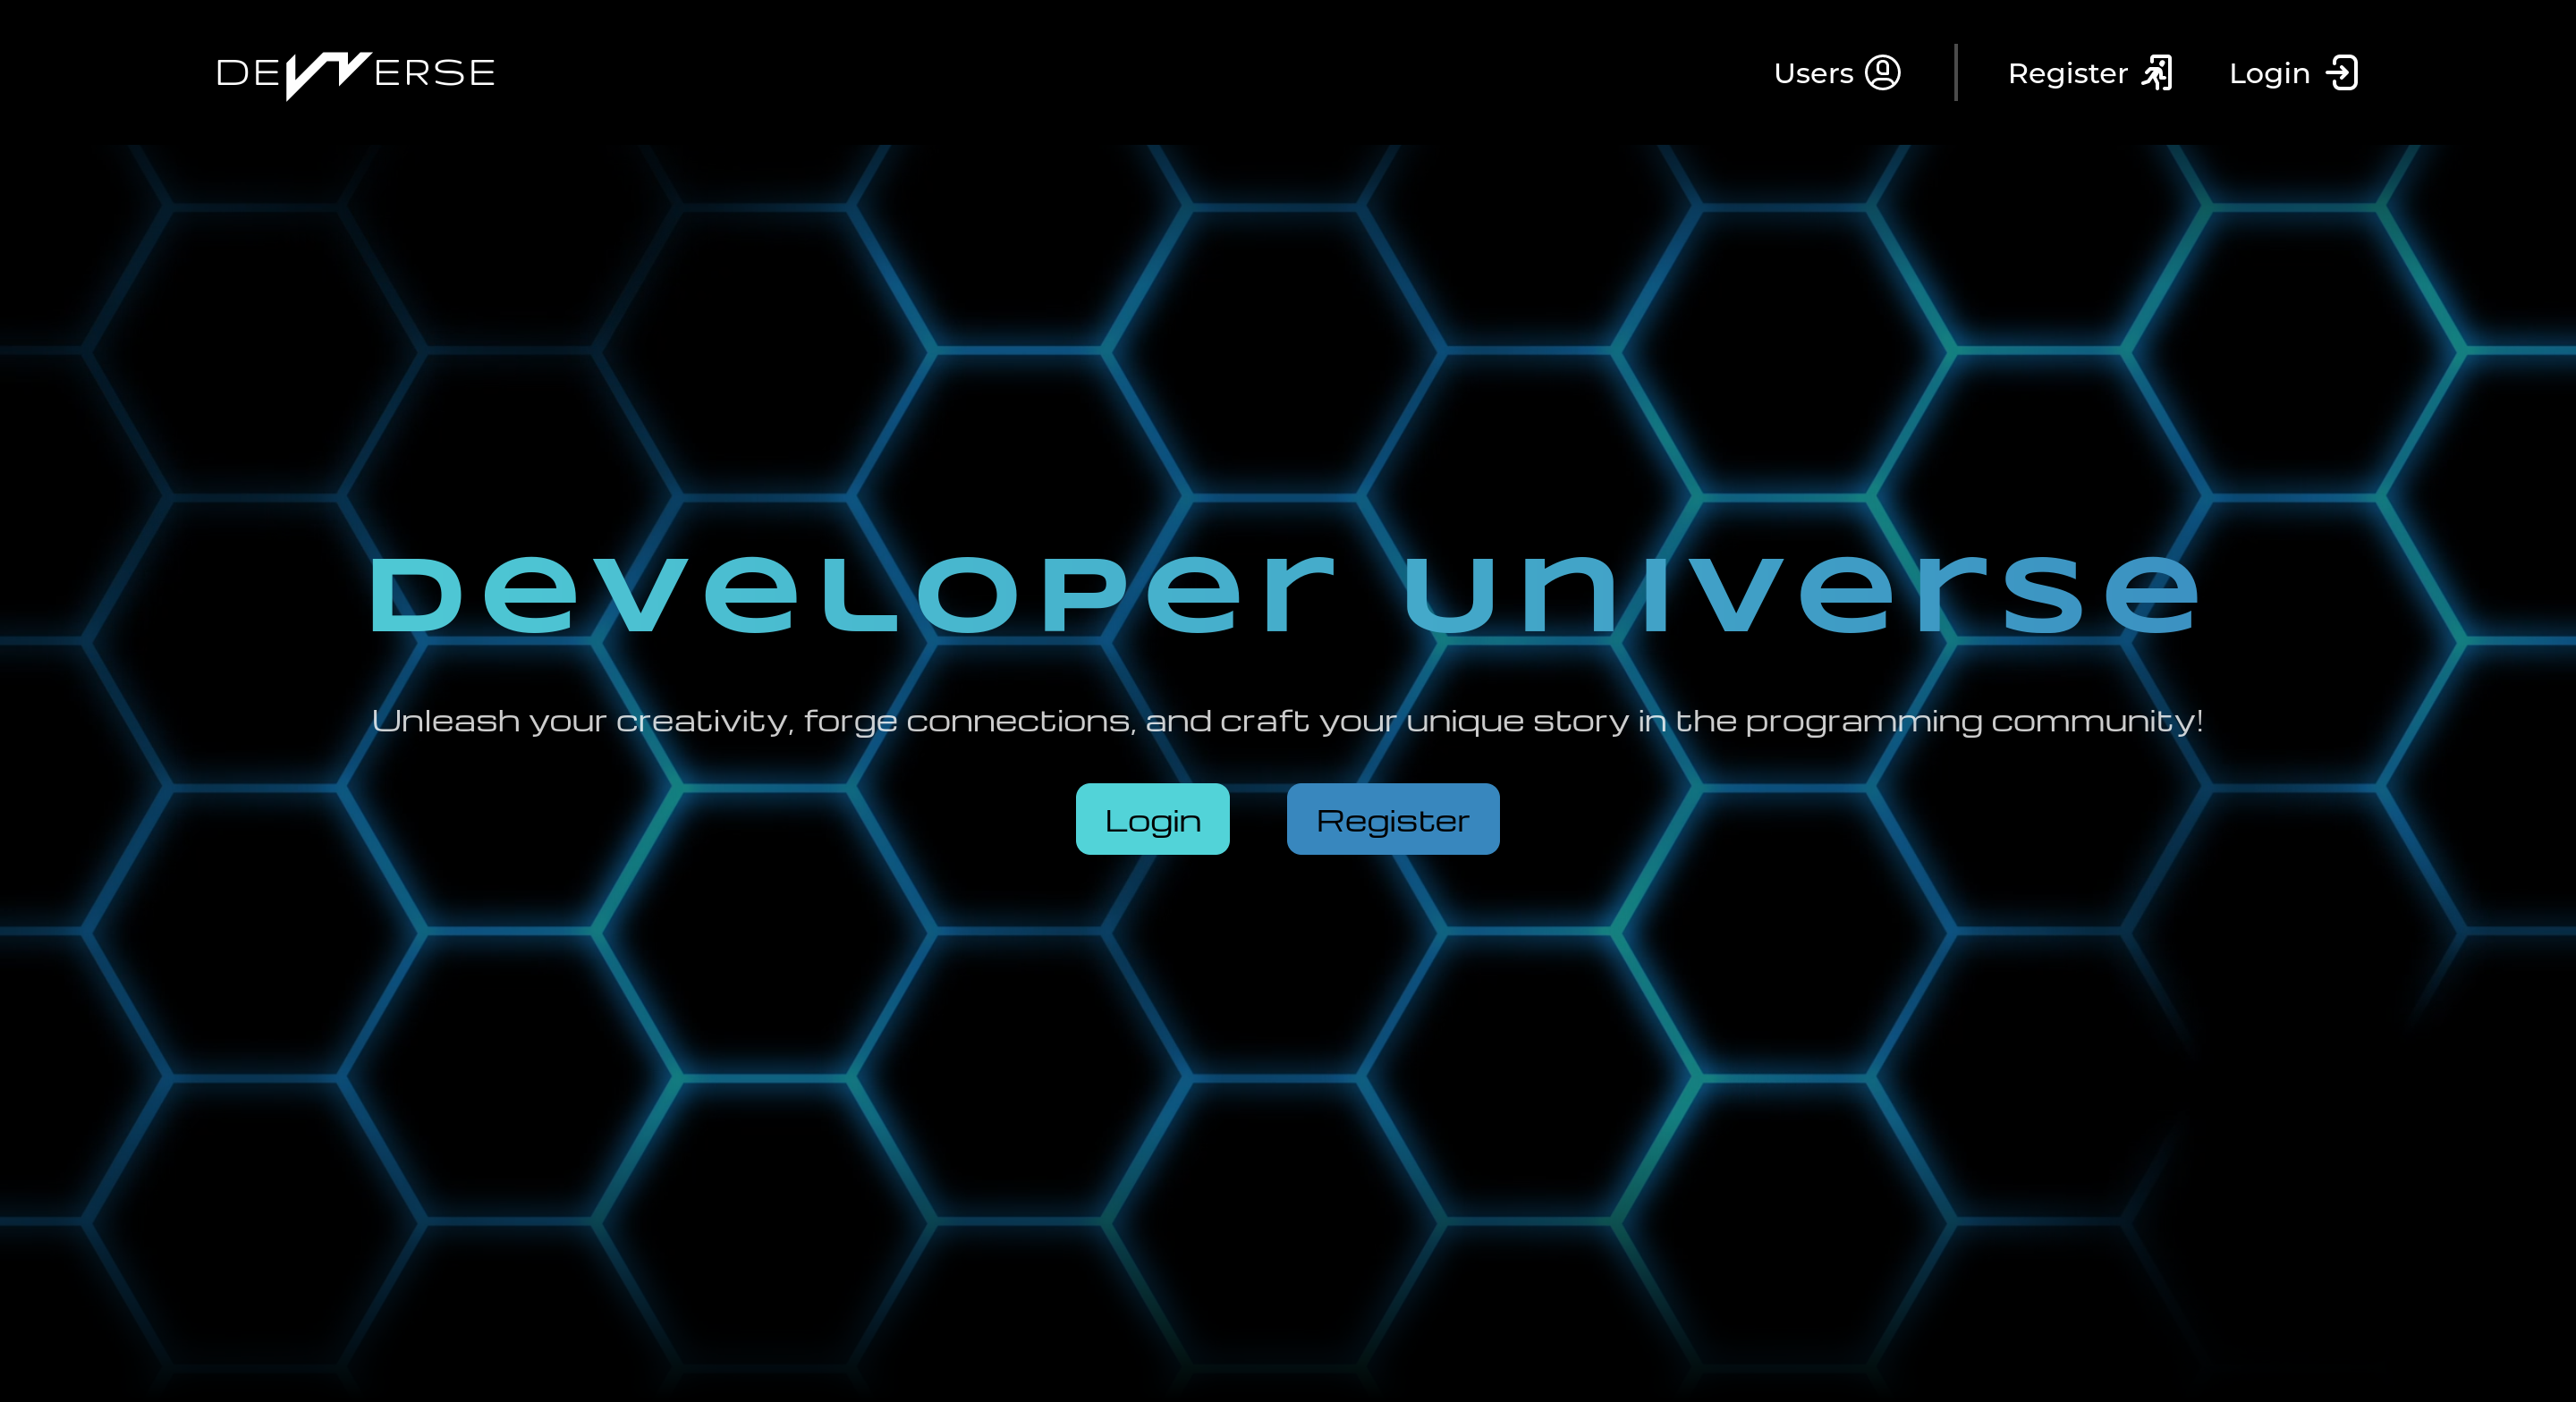 DEVVERSE
Users Register Login
Developer Universe
Unleash your creativity, forge connections, and craft your unique story in the programming community!
Login Register